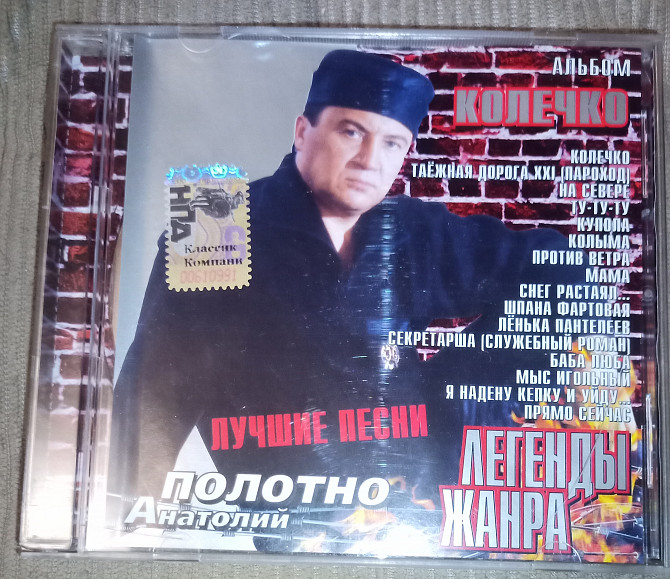 АЛЬБОМ
КОЛЕЧКО
КОЛЕЧКО
ТАЁЖНАЯ ДОРОГА XXI (ПАРОХОД)
НА СЕВЕРЕ
ТУ-ТУ-ТУ
КУПОЛА
КОЛЫМА
ПРОТИВ ВЕТРА
МАМА
СНЕГ РАСТАЯЛ...
ШПАНА ФАРТОВАЯ
ЛЁНЬКА ПАНТЕЛЕЕВ
СЕКРЕТАРША (СЛУЖЕБНЫЙ РОМАН)
БАБА ЛЮБА
МЫС ИГОЛЬНЫЙ
Я НАДЕНУ КЕПКУ И УЙДУ...
ПРЯМО СЕЙЧАС
НПД
Классик
Компани
00610991
ЛУЧШИЕ ПЕСНИ
ПОЛОТНО
Анатолий
ЛЕГЕНДЫ
ЖАНРА